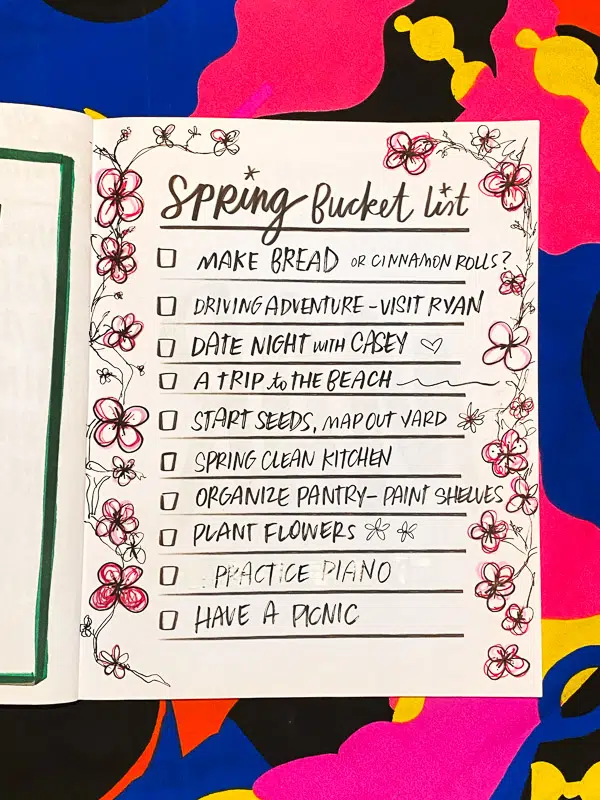 Spring Bucket List
MAKE BREAD OR CINNAMON ROLLS?
DRIVING ADVENTURE - VISIT RYAN
DATE NIGHT with CASEY
A TRIP to THE BEACH
START SEEDS, MAP OUT YARD
SPRING CLEAN KITCHEN
ORGANIZE PANTRY - PAINT SHELVES
PLANT FLOWERS
PRACTICE PIANO
HAVE A PICNIC